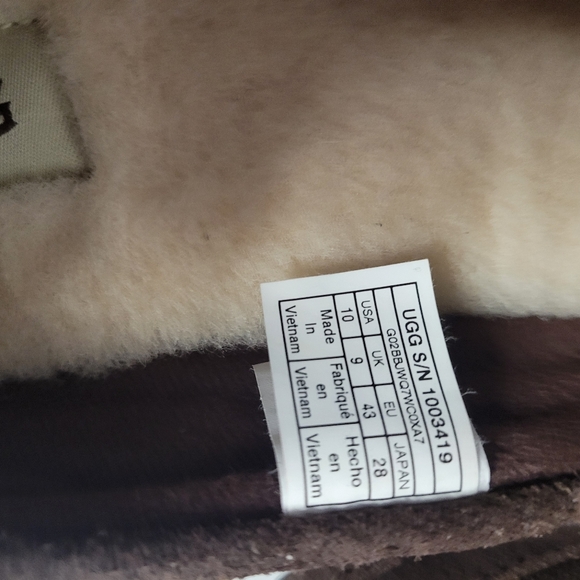 UGG S/N 1003419
G02BBJWQ7WC0XA7
USA UK EU JAPAN
10 9 43 28
Made Fabriqué Hecho
In en en
Vietnam Vietnam Vietnam